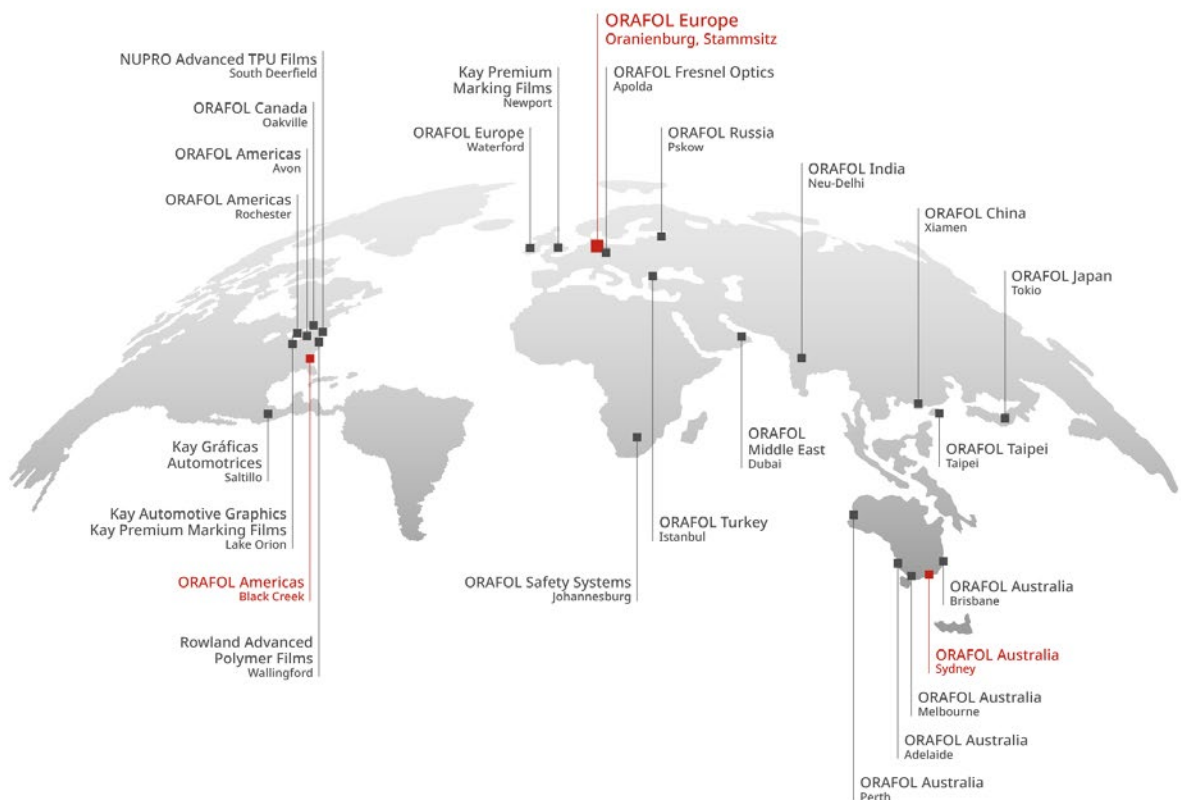 ORAFOL Europe
Oranienburg, Stammsitz
NUPRO Advanced TPU Films
South Deerfield
Kay Premium
Marking Films
Newport
ORAFOL Fresnel Optics
Apolda
ORAFOL Canada
Oakville
ORAFOL Europe
Waterford
ORAFOL Russia
Pskow
ORAFOL Americas
Avon
ORAFOL India
Neu-Delhi
ORAFOL Americas
Rochester
ORAFOL China
Xiamen
ORAFOL Japan
Tokio
Kay Gráficas
Automotrices
Saltillo
ORAFOL
Middle East
Dubai
ORAFOL Taipei
Taipei
Kay Automotive Graphics
Kay Premium Marking Films
Lake Orion
ORAFOL Turkey
Istanbul
ORAFOL Americas
Black Creek
ORAFOL Safety Systems
Johannesburg
ORAFOL Australia
Brisbane
Rowland Advanced
Polymer Films
Wallingford
ORAFOL Australia
Sydney
ORAFOL Australia
Melbourne
ORAFOL Australia
Adelaide
ORAFOL Australia
Perth